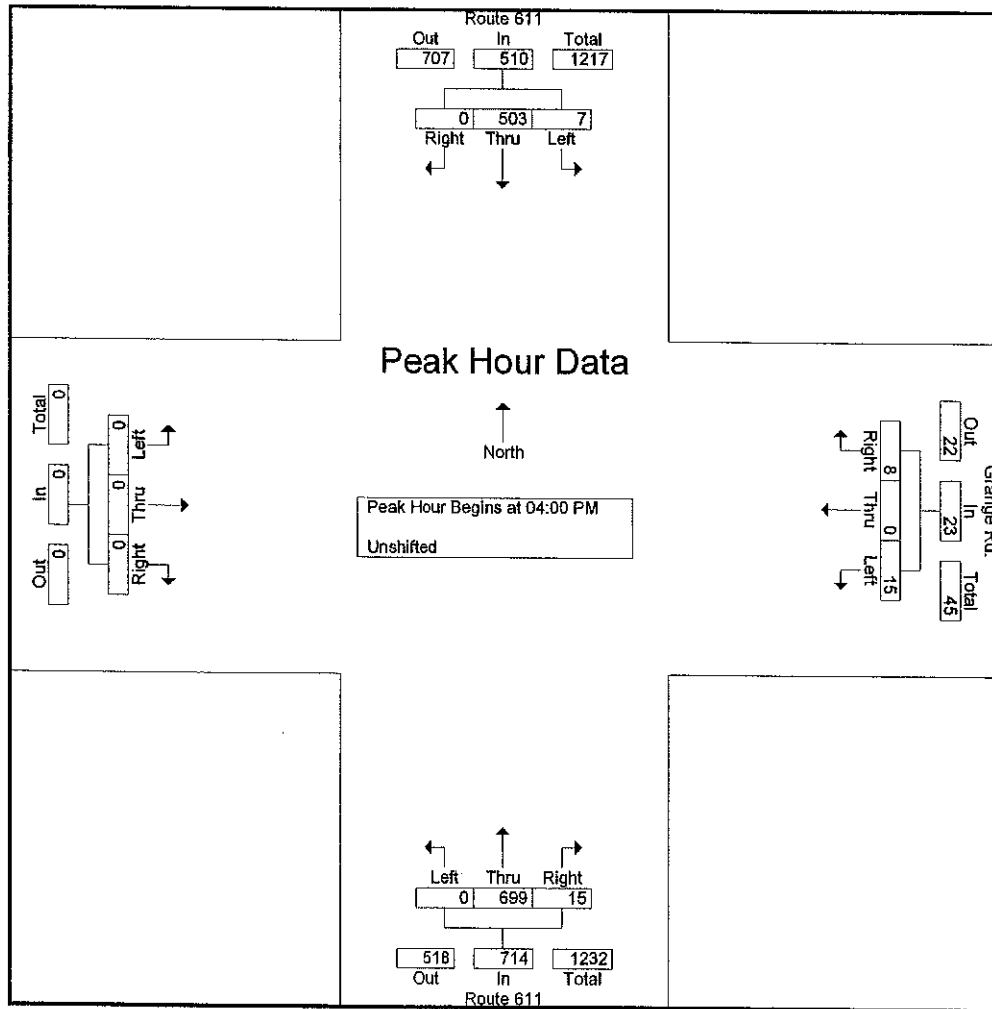 Route 611
Out In Total
707 510 1217
0 503 7
Right Thru Left
Peak Hour Data
North
Peak Hour Begins at 04:00 PM
Unshifted
Total In Out
0 0 0
0 0 0
Left Thru Right
Right Thru Left
8 0 15
22 23 45
Out In Total
Grange Rd.
Left Thru Right
0 699 15
518 714 1232
Out In Total
Route 611